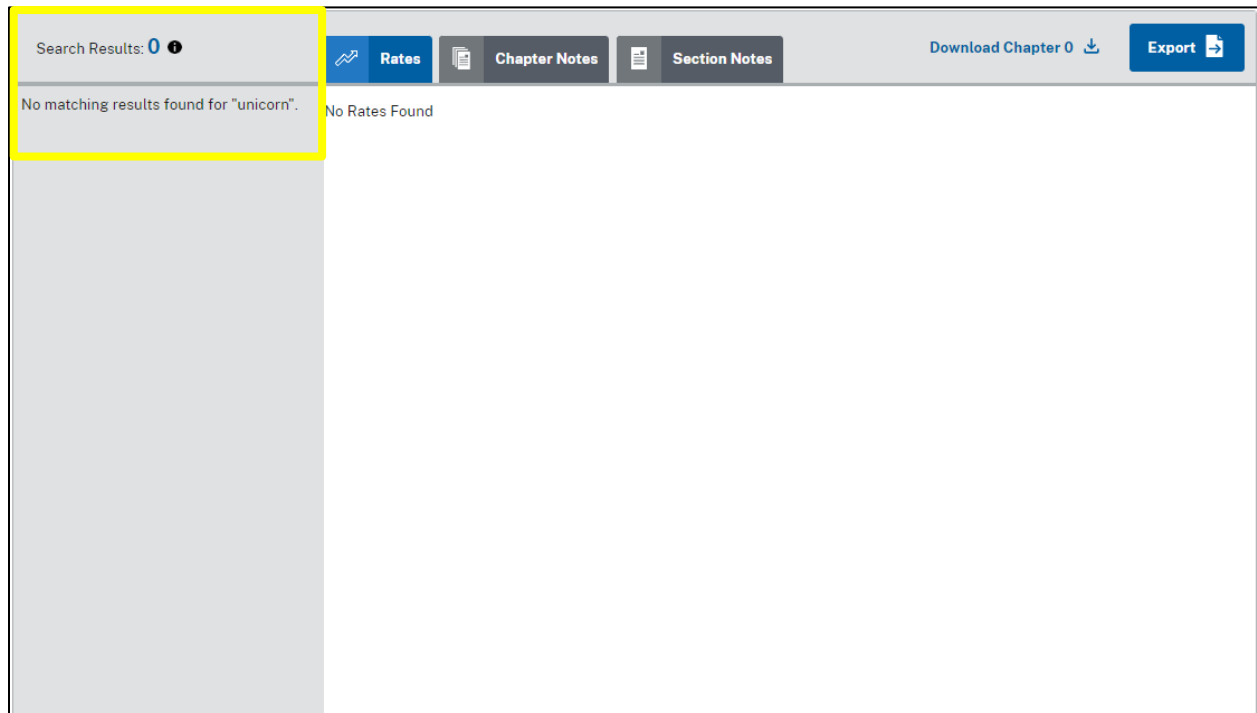 Search Results: 0
Rates
Chapter Notes
Section Notes
Download Chapter 0
Export
No matching results found for "unicorn".
No Rates Found